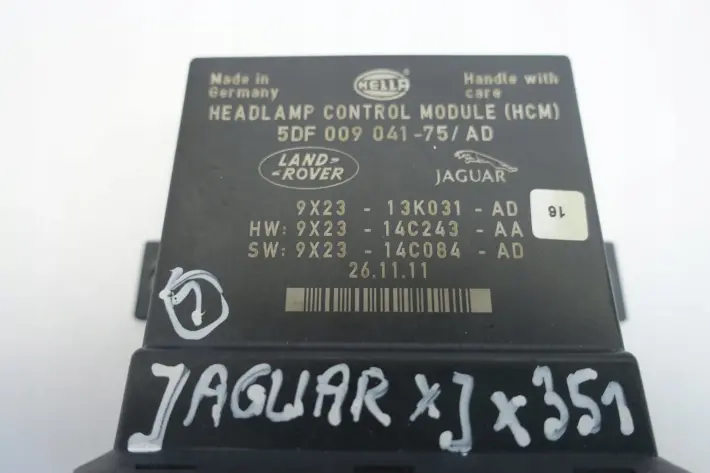 Made in
Germany
HELLA
Handle with
care
HEADLAMP CONTROL MODULE (HCM)
5DF 009 041-75/ AD
LAND-
-ROVER
JAGUAR
9X23 - 13K031 - AD
HW: 9X23 - 14C243 - AA
SW: 9X23 - 14C084 - AD
16
26.11.11
JAGUAR XJ x351